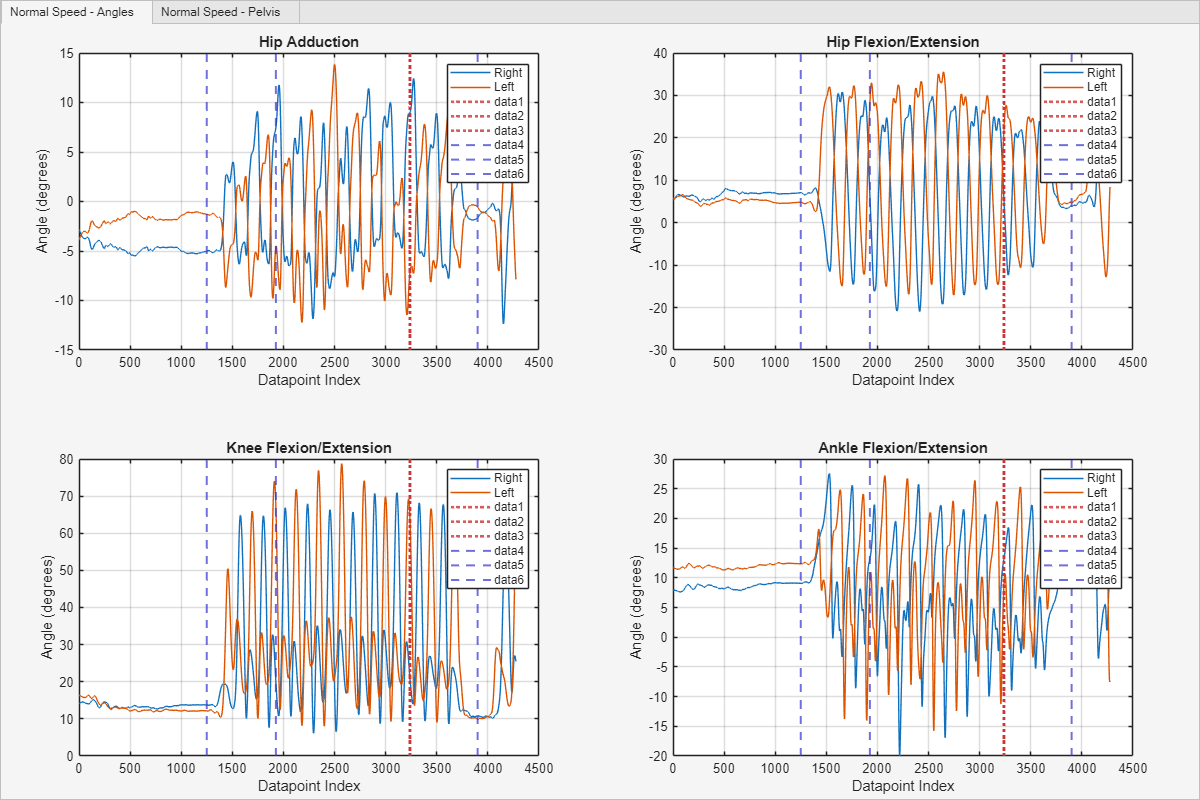 Normal Speed - Angles
Normal Speed - Pelvis
Hip Adduction
15
10
5
0
-5
-10
-15
Angle (degrees)
0 500 1000 1500 2000 2500 3000 3500 4000 4500
Datapoint Index
Right
Left
data1
data2
data3
data4
data5
data6
Hip Flexion/Extension
40
30
20
10
0
-10
-20
-30
Angle (degrees)
0 500 1000 1500 2000 2500 3000 3500 4000 4500
Datapoint Index
Right
Left
data1
data2
data3
data4
data5
data6
Knee Flexion/Extension
80
70
60
50
40
30
20
10
0
Angle (degrees)
0 500 1000 1500 2000 2500 3000 3500 4000 4500
Datapoint Index
Right
Left
data1
data2
data3
data4
data5
data6
Ankle Flexion/Extension
30
25
20
15
10
5
0
-5
-10
-15
-20
Angle (degrees)
0 500 1000 1500 2000 2500 3000 3500 4000 4500
Datapoint Index
Right
Left
data1
data2
data3
data4
data5
data6